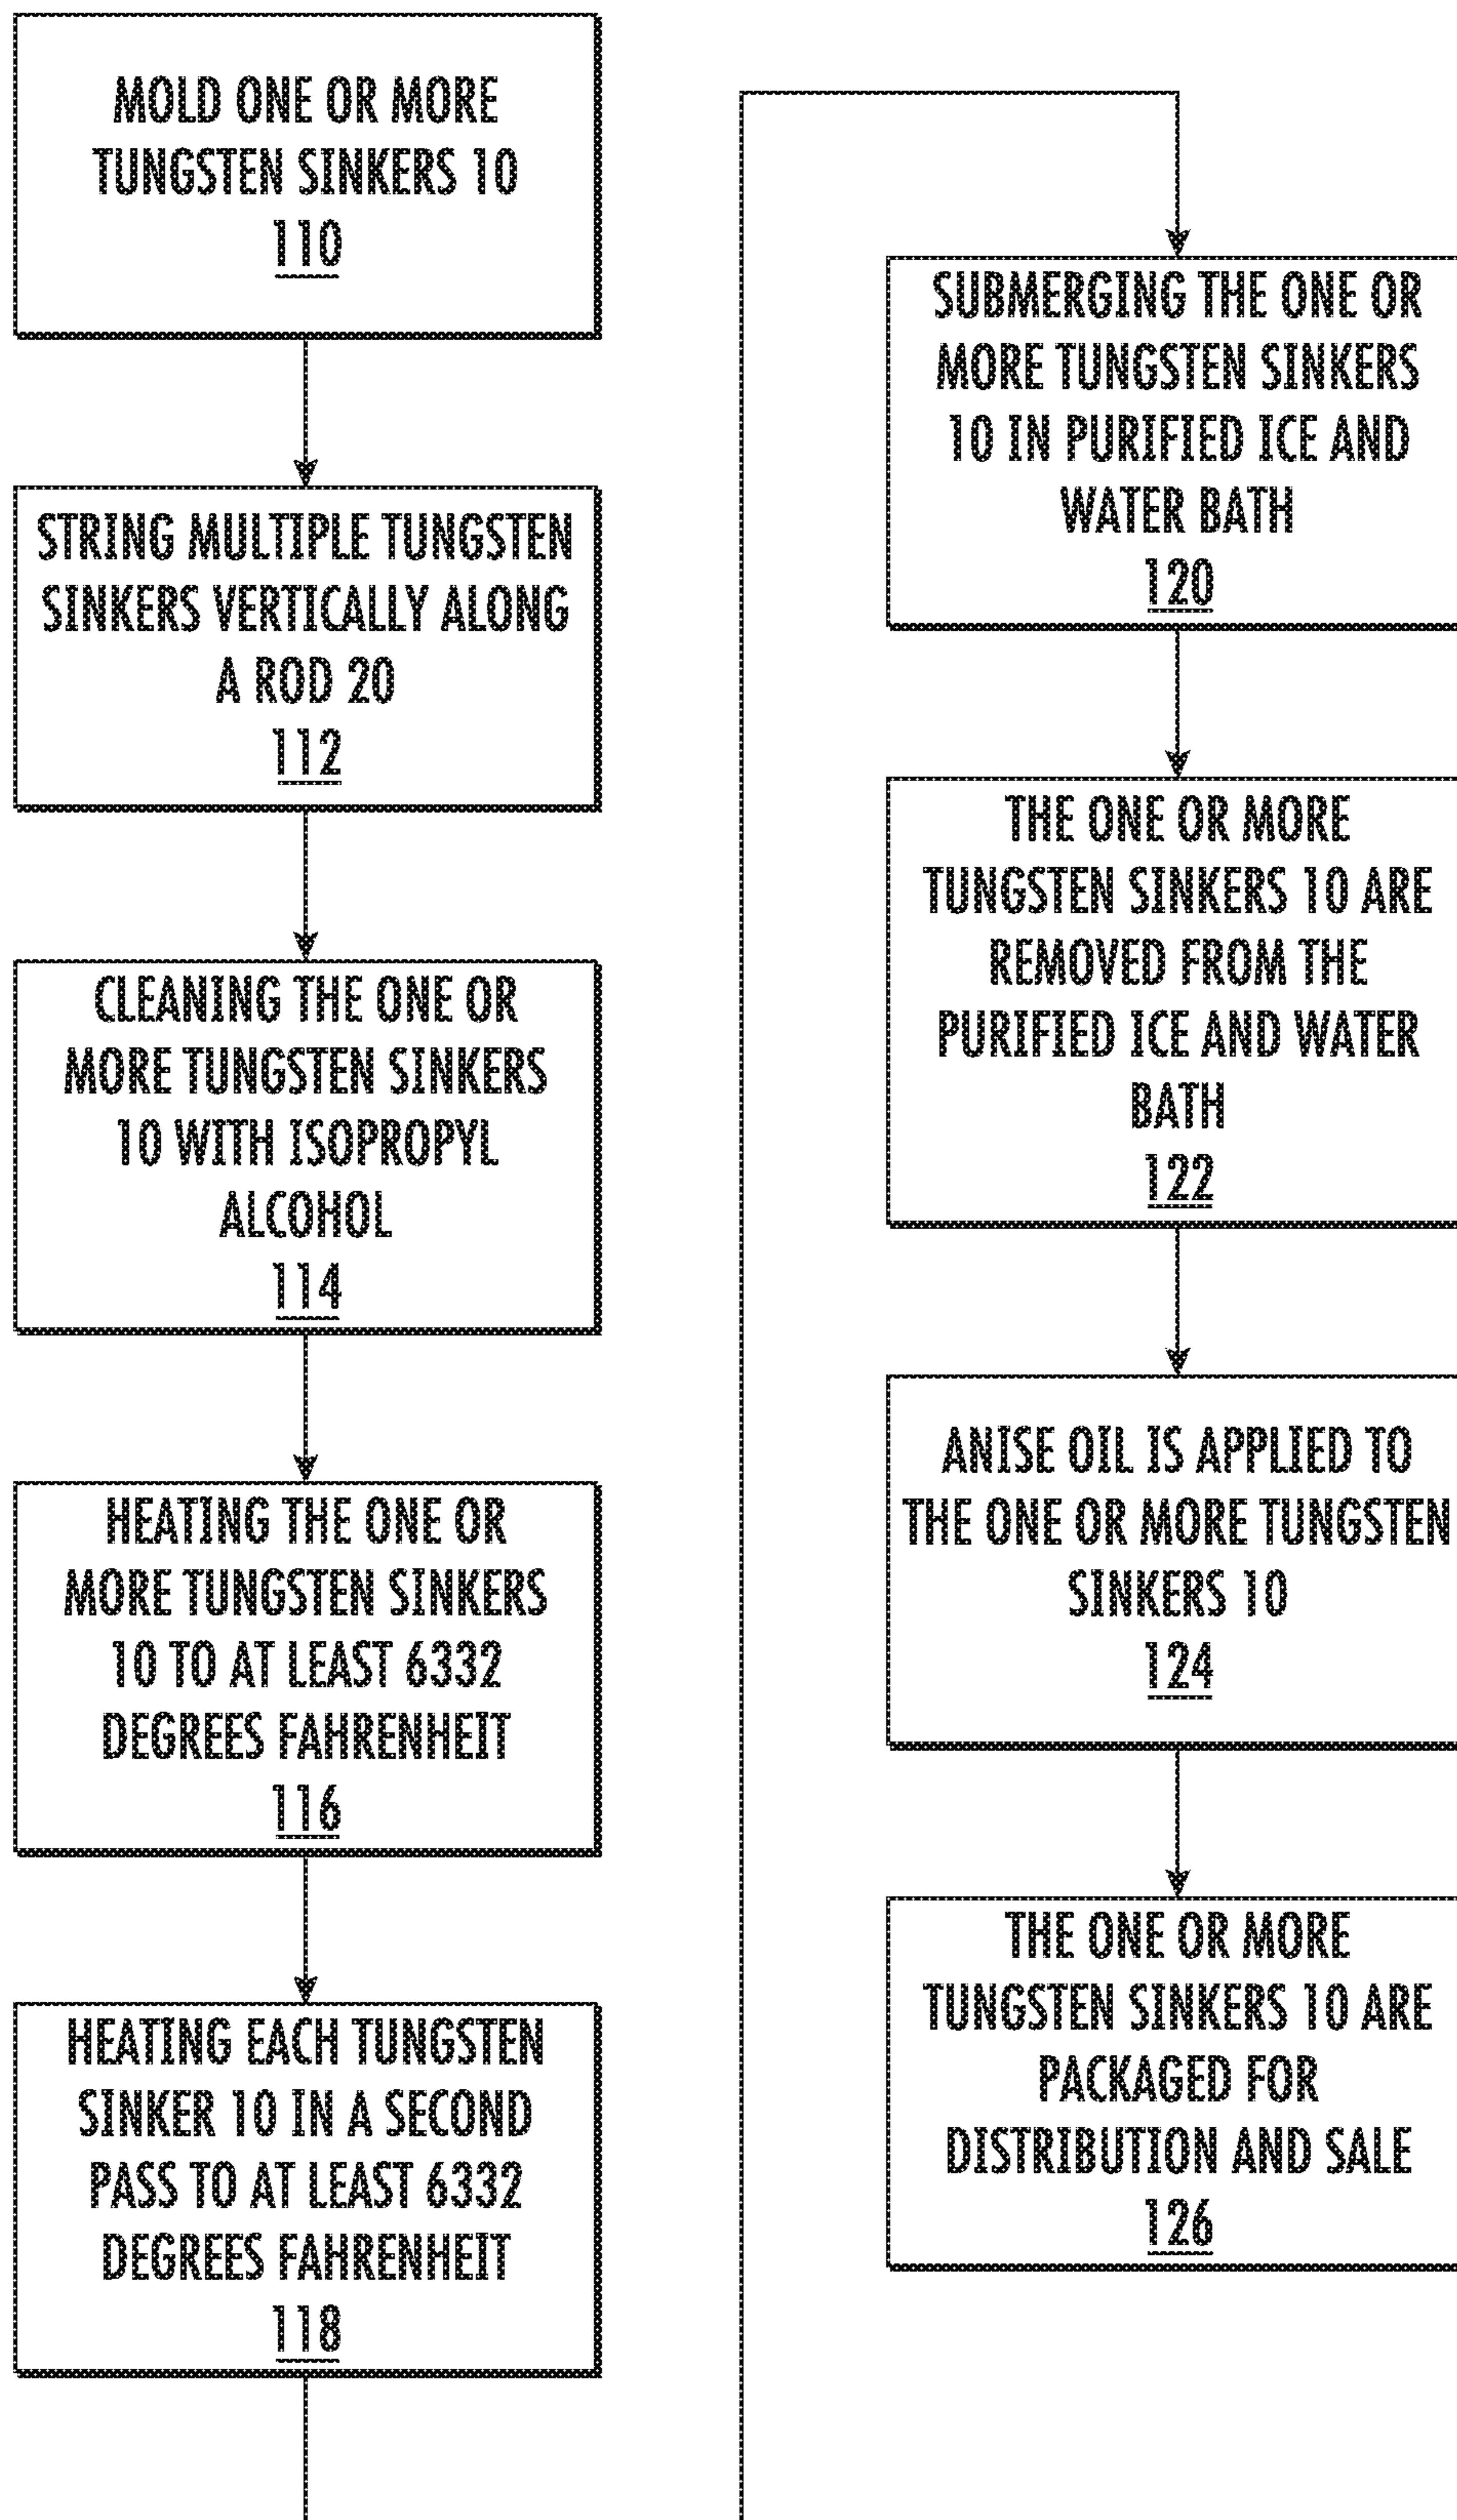 MOLD ONE OR MORE
TUNGSTEN SINKERS 10
110
STRING MULTIPLE TUNGSTEN
SINKERS VERTICALLY ALONG
A ROD 20
112
CLEANING THE ONE OR
MORE TUNGSTEN SINKERS
10 WITH ISOPROPYL
ALCOHOL
114
HEATING THE ONE OR
MORE TUNGSTEN SINKERS
10 TO AT LEAST 6332
DEGREES FAHRENHEIT
116
HEATING EACH TUNGSTEN
SINKER 10 IN A SECOND
PASS TO AT LEAST 6332
DEGREES FAHRENHEIT
118
SUBMERGING THE ONE OR
MORE TUNGSTEN SINKERS
10 IN PURIFIED ICE AND
WATER BATH
120
THE ONE OR MORE
TUNGSTEN SINKERS 10 ARE
REMOVED FROM THE
PURIFIED ICE AND WATER
BATH
122
ANISE OIL IS APPLIED TO
THE ONE OR MORE TUNGSTEN
SINKERS 10
124
THE ONE OR MORE
TUNGSTEN SINKERS 10 ARE
PACKAGED FOR
DISTRIBUTION AND SALE
126